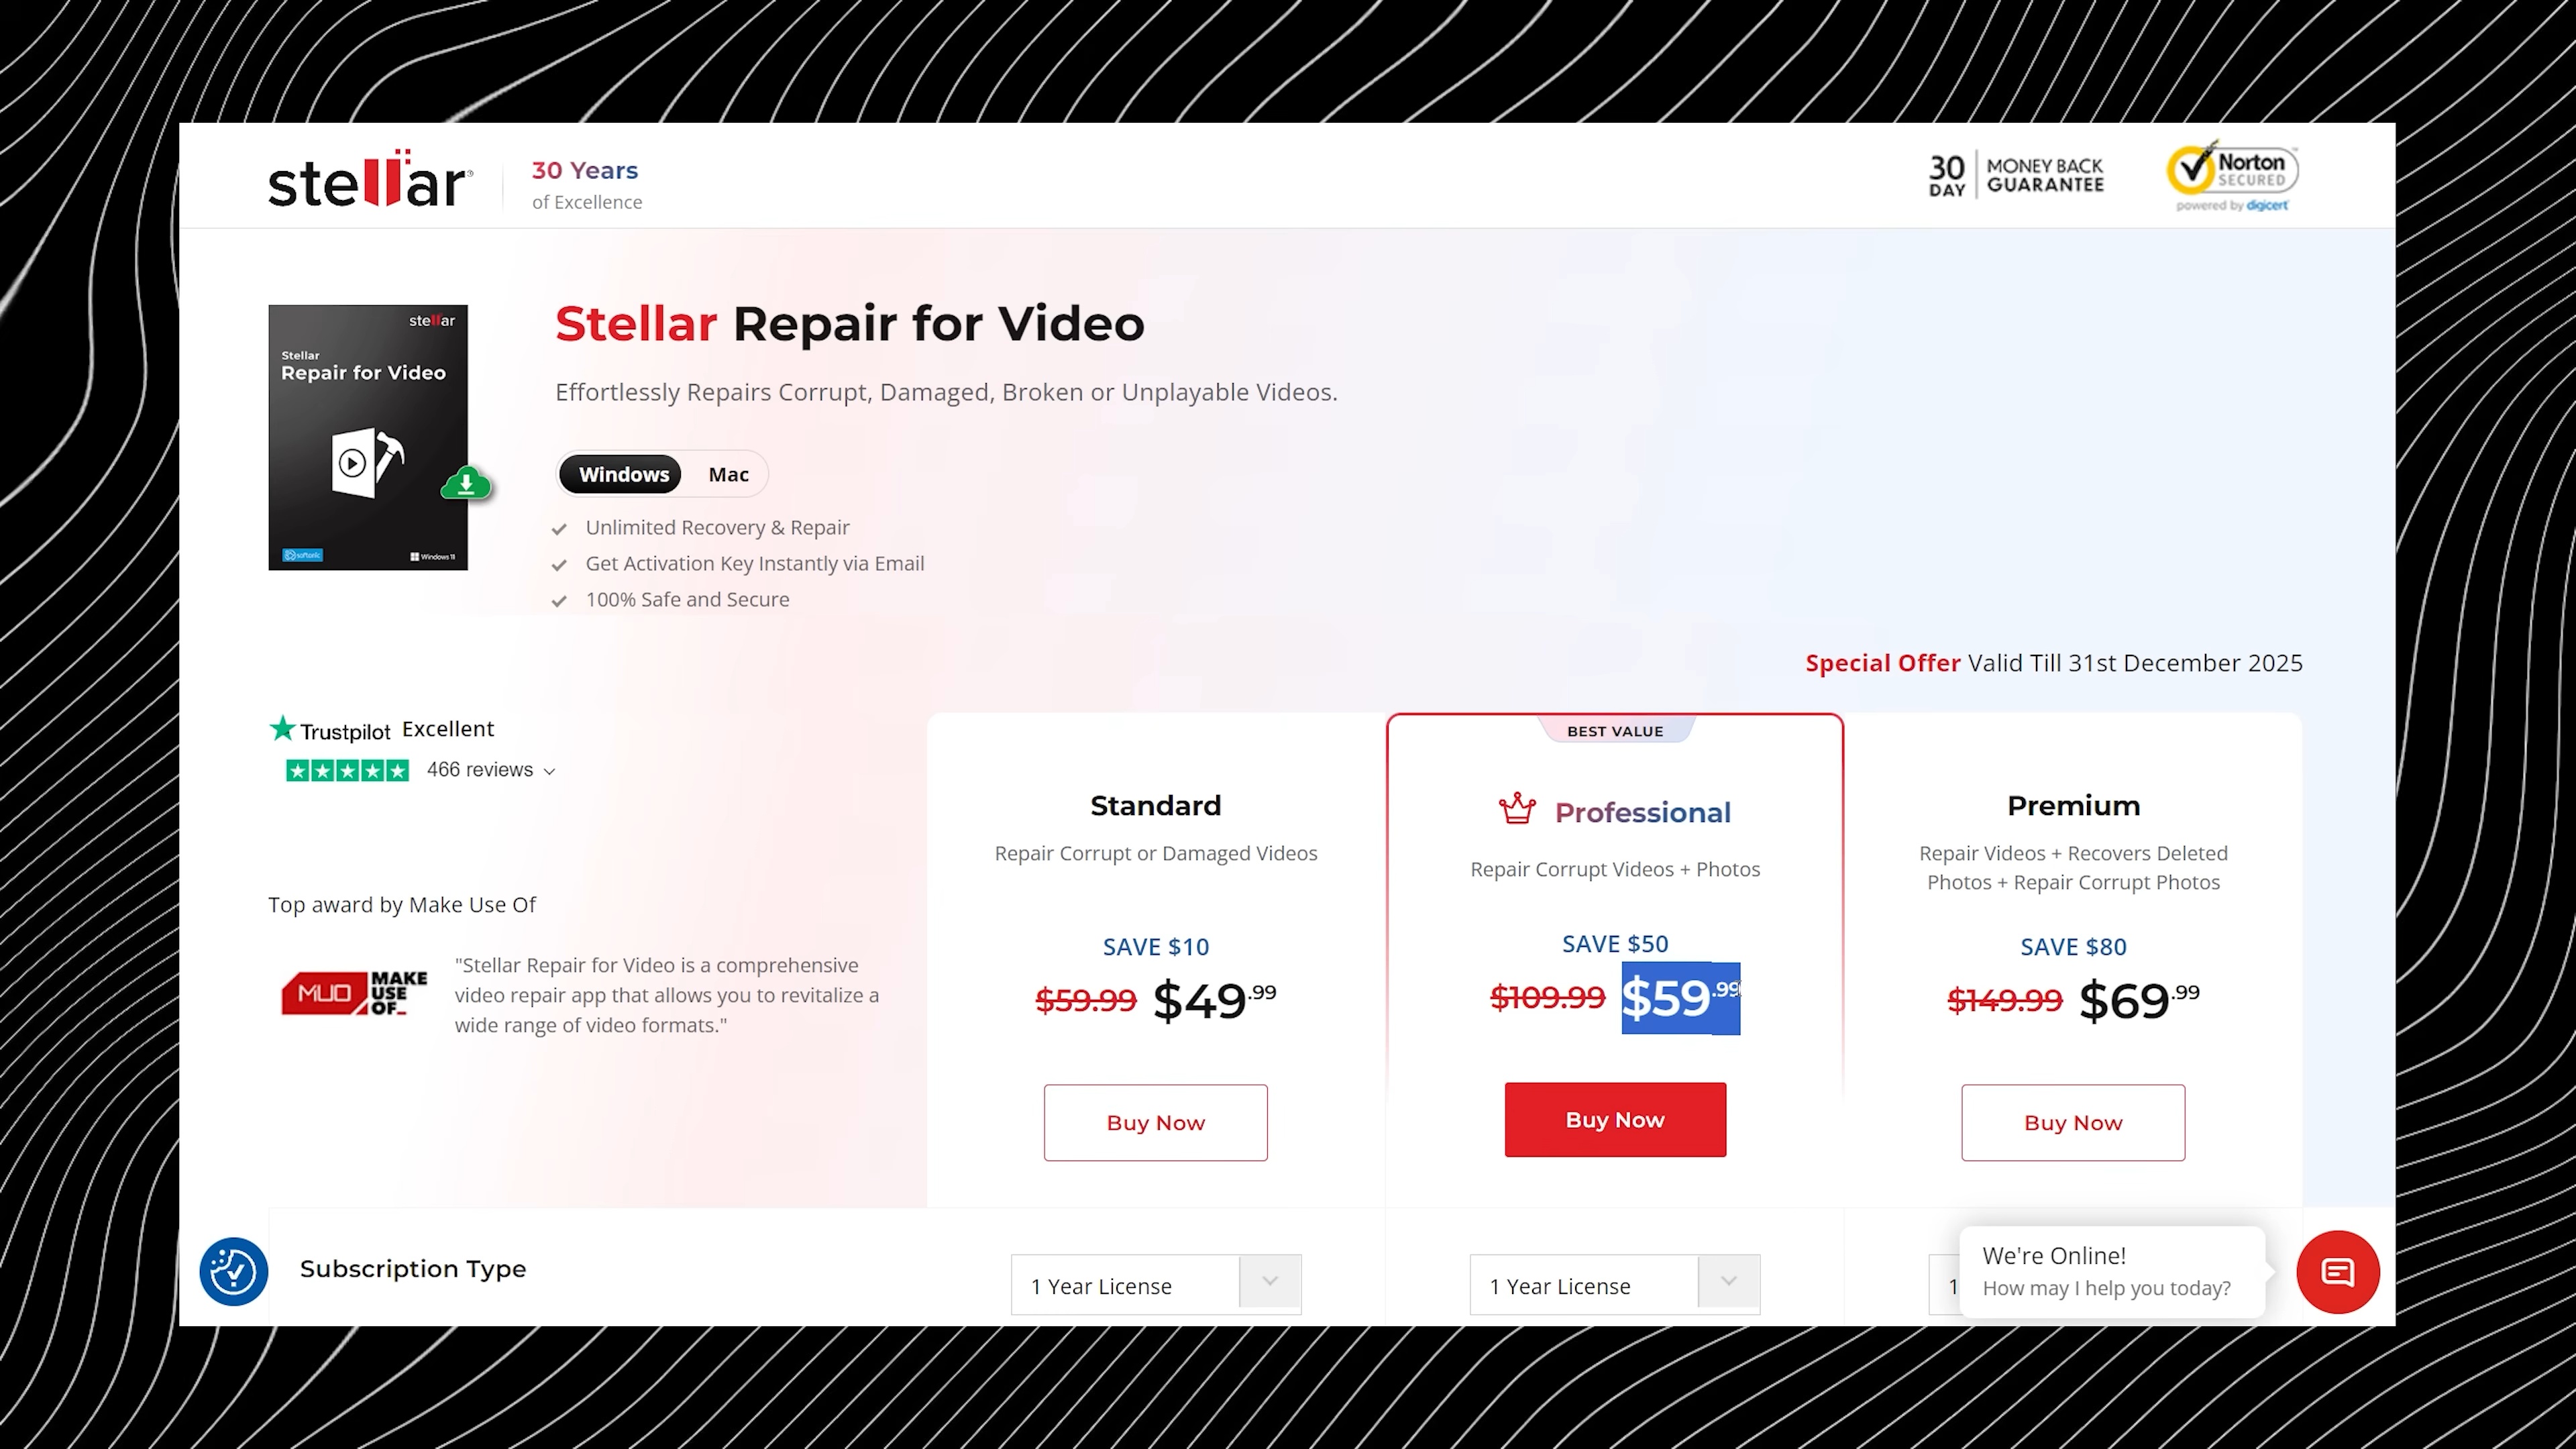 stellar
30 Years
of Excellence
30 DAY
MONEY BACK
GUARANTEE
Norton
SECURED
powered by digicert
stellar
Stellar
Repair for Video
softonic
Windows 11
Stellar Repair for Video
Effortlessly Repairs Corrupt, Damaged, Broken or Unplayable Videos.
Windows Mac
Unlimited Recovery & Repair
Get Activation Key Instantly via Email
100% Safe and Secure
Special Offer Valid Till 31st December 2025
Trustpilot Excellent
466 reviews
Top award by Make Use Of
MUO MAKE
USE
OF_
"Stellar Repair for Video is a comprehensive
video repair app that allows you to revitalize a
wide range of video formats."
Standard
Repair Corrupt or Damaged Videos
SAVE $10
$59.99 $49.99
Buy Now
BEST VALUE
Professional
Repair Corrupt Videos + Photos
SAVE $50
$109.99 $59.99
Buy Now
Premium
Repair Videos + Recovers Deleted
Photos + Repair Corrupt Photos
SAVE $80
$149.99 $69.99
Buy Now
Subscription Type
1 Year License
1 Year License
1
We're Online!
How may I help you today?